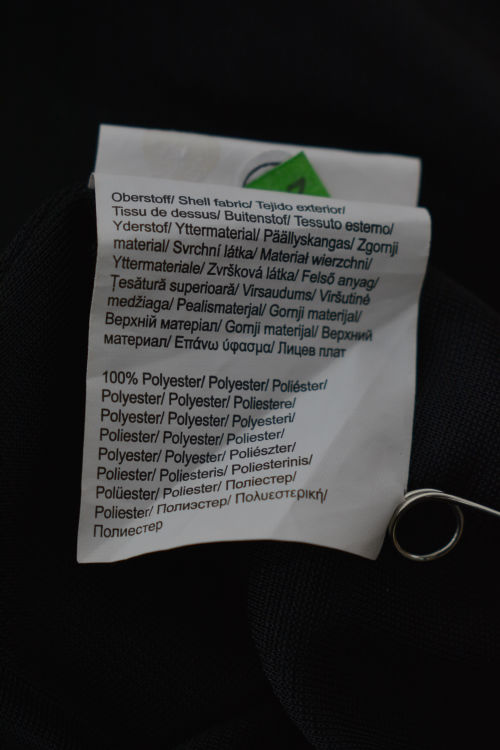 Oberstoff/ Shell fabric/ Tejido exterior/
Tissu de dessus/ Buitenstof/ Tessuto esterno/
Yderstof/ Yttermaterial/ Päällyskangas/ Zgornji
material/ Svrchní látka/ Materiał wierzchni/
Yttermateriale/ Zvršková látka/ Felső anyag/
Țesătură superioară/ Virsaudums/ Viršutinė
medžiaga/ Pealismaterjal/ Gornji materijal/
Верхній матеріал/ Gornji materijal/ Верхний
материал/ Επάνω ύφασμα/ Лицев плат
100% Polyester/ Polyester/ Poliéster/
Polyester/ Polyester/ Poliestere/
Polyester/ Polyester/ Polyesteri/
Poliester/ Polyester/ Poliester/
Polyester/ Polyester/ Poliészter/
Poliester/ Poliesteris/ Poliesterinis/
Polüester/ Poliester/ Поліестер/
Poliester/ Полиэстер/ Πολυεστερική/
Полиестер